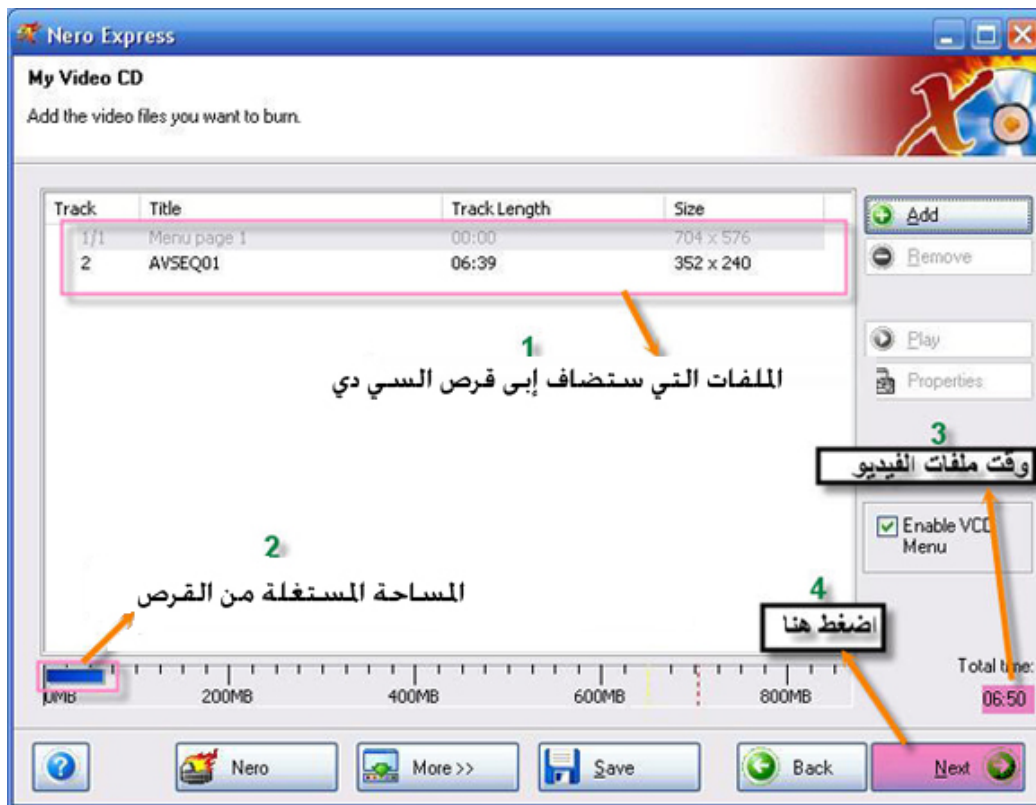 Nero Express
My Video CD
Add the video files you want to burn.
Track Title Track Length Size
1/1 Menu page 1 00:00 704 x 576
2 AVSEQ01 06:39 352 x 240
Add
Remove
Play
Properties
1
الملفات التي ستضاف إبى قرص السي دي
3
وقت ملفات الفيديو
Enable VCD
Menu
2
المساحة المستغلة من القرص
4
اضغط هنا
0MB 200MB 400MB 600MB 800MB
Total time:
06:50
? Nero More >> Save Back Next